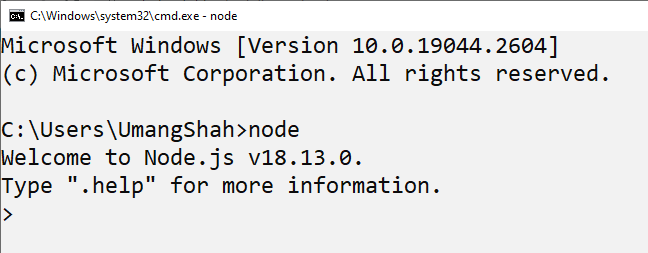 C:\Windows\system32\cmd.exe - node
Microsoft Windows [Version 10.0.19044.2604]
(c) Microsoft Corporation. All rights reserved.
C:\Users\UmangShah>node
Welcome to Node.js v18.13.0.
Type ".help" for more information.
>